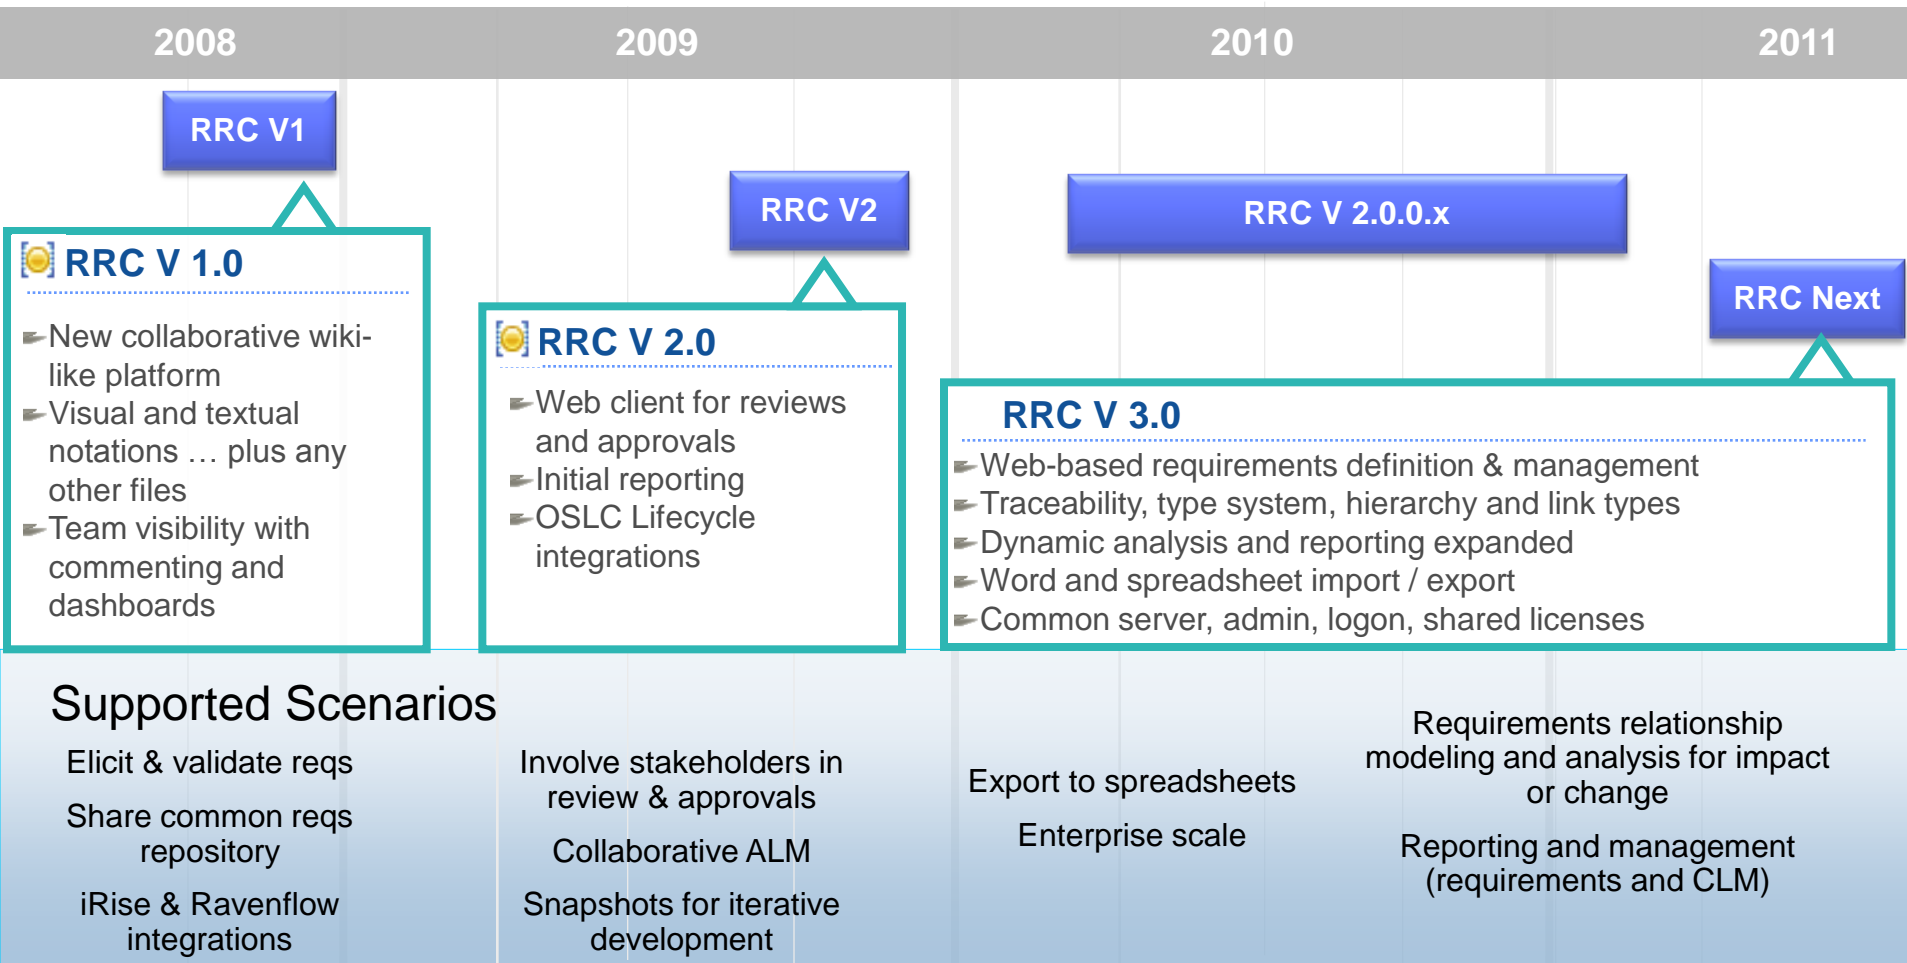 2008
2009
2010
2011
RRC V1
RRC V2
RRC V 2.0.0.x
RRC Next
RRC V 1.0
New collaborative wiki-
like platform
Visual and textual
notations … plus any
other files
Team visibility with
commenting and
dashboards
RRC V 2.0
Web client for reviews
and approvals
Initial reporting
OSLC Lifecycle
integrations
RRC V 3.0
Web-based requirements definition & management
Traceability, type system, hierarchy and link types
Dynamic analysis and reporting expanded
Word and spreadsheet import / export
Common server, admin, logon, shared licenses
Supported Scenarios
Elicit & validate reqs
Share common reqs
repository
iRise & Ravenflow
integrations
Involve stakeholders in
review & approvals
Collaborative ALM
Snapshots for iterative
development
Export to spreadsheets
Enterprise scale
Requirements relationship
modeling and analysis for impact
or change
Reporting and management
(requirements and CLM)